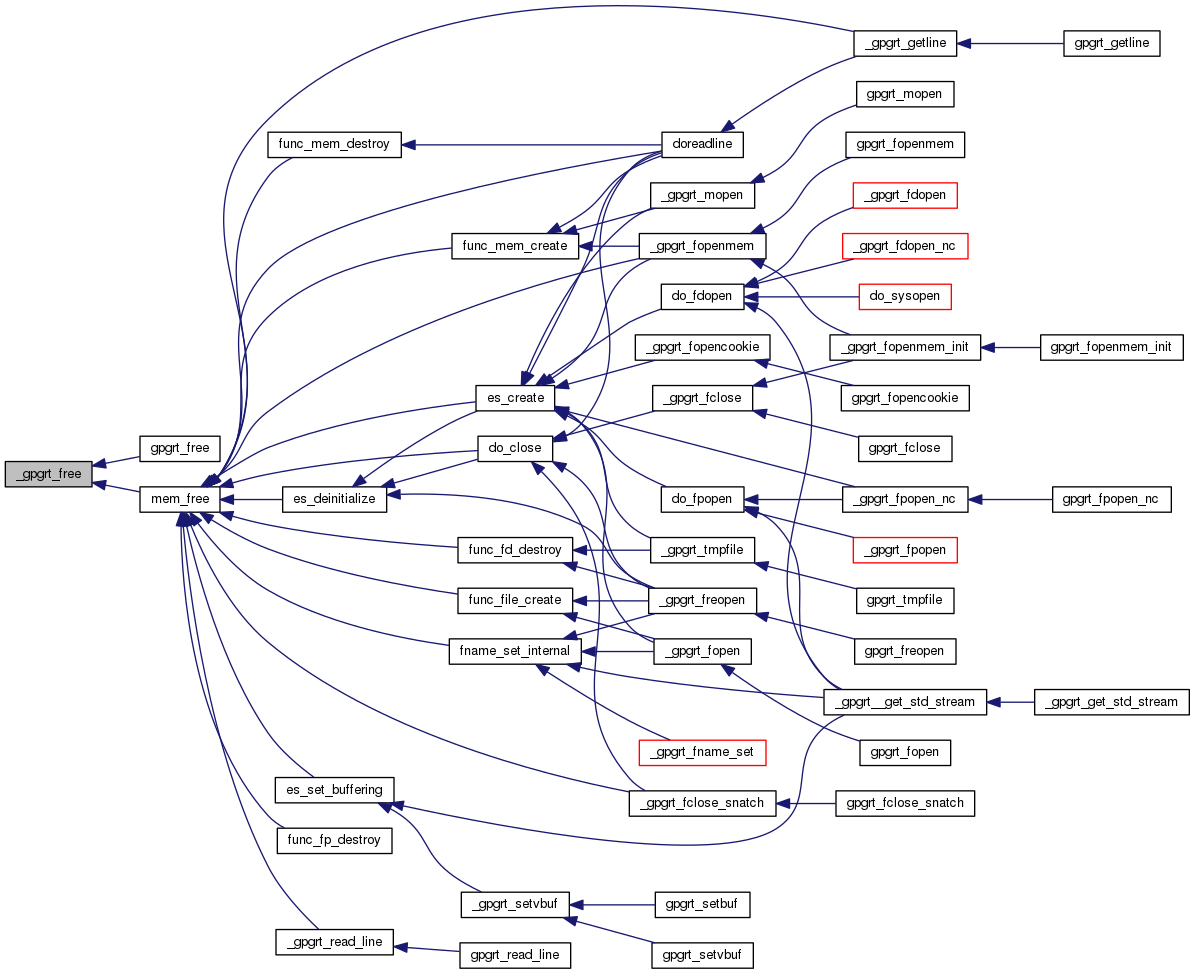 _gpgrt_getline
gpgrt_getline
gpgrt_mopen
func_mem_destroy
doreadline
gpgrt_fopenmem
_gpgrt_mopen
_gpgrt_fdopen
func_mem_create
_gpgrt_fopenmem
_gpgrt_fdopen_nc
do_fdopen
do_sysopen
_gpgrt_fopencookie
_gpgrt_fopenmem_init
gpgrt_fopenmem_init
es_create
_gpgrt_fclose
gpgrt_fopencookie
gpgrt_free
do_close
gpgrt_fclose
_gpgrt_free
mem_free
es_deinitialize
do_fpopen
_gpgrt_fpopen_nc
gpgrt_fpopen_nc
func_fd_destroy
_gpgrt_tmpfile
_gpgrt_fpopen
func_file_create
_gpgrt_freopen
gpgrt_tmpfile
fname_set_internal
_gpgrt_fopen
gpgrt_freopen
_gpgrt__get_std_stream
_gpgrt_get_std_stream
_gpgrt_fname_set
gpgrt_fopen
es_set_buffering
_gpgrt_fclose_snatch
gpgrt_fclose_snatch
func_fp_destroy
_gpgrt_setvbuf
gpgrt_setbuf
_gpgrt_read_line
gpgrt_read_line
gpgrt_setvbuf